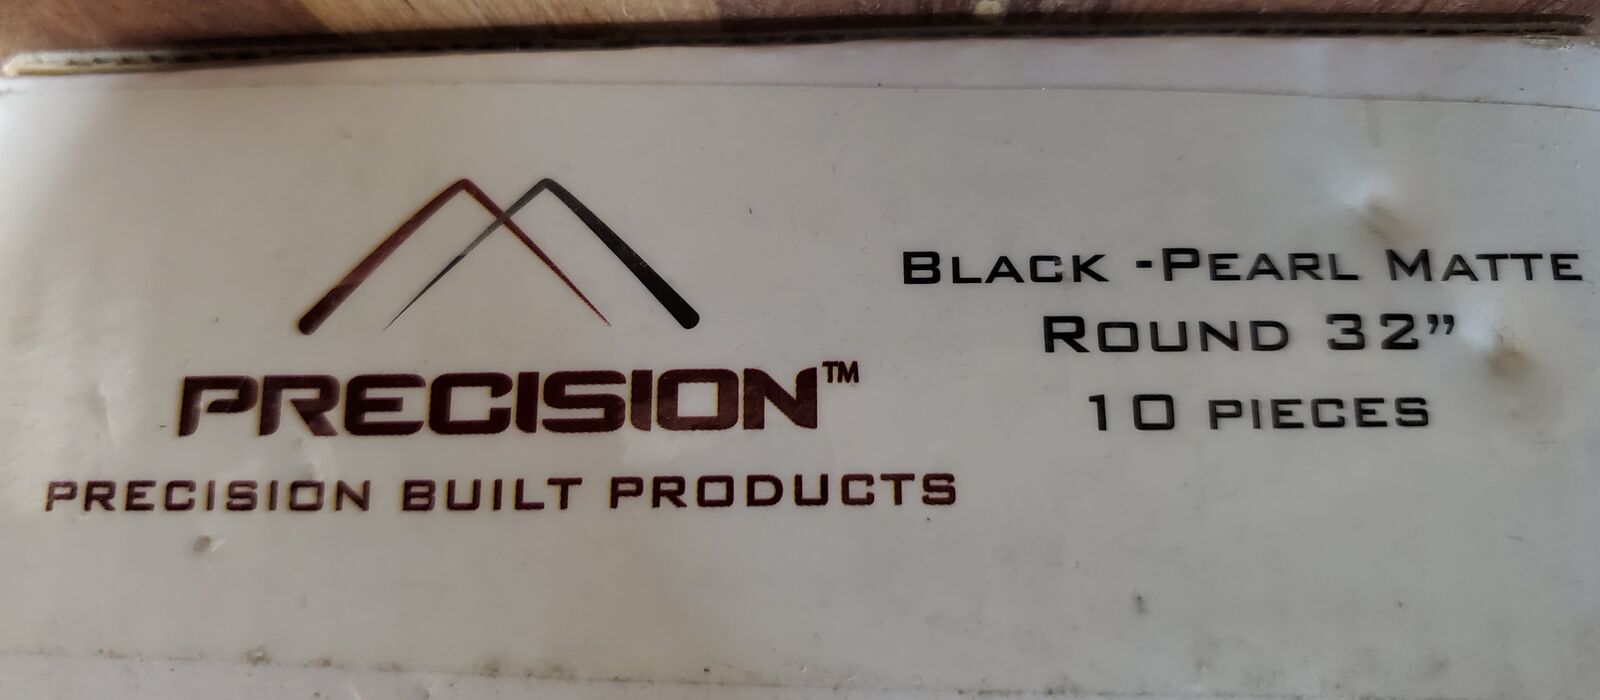 PRECISION™
PRECISION BUILT PRODUCTS
BLACK -PEARL MATTE
ROUND 32”
10 PIECES